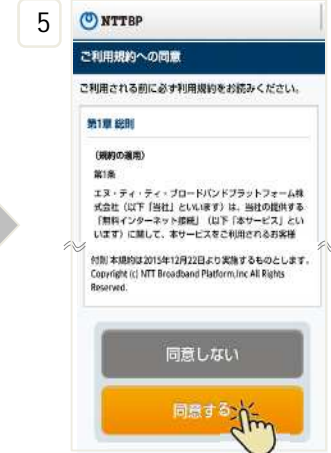 5
NTTBP
ご利用規約への同意
ご利用される前に必ず利用規約をお読みください。
第1章 総則
（規約の適用）
第1条
エヌ・ティ・ティ・ブロードバンドプラットフォーム株
式会社（以下「当社」といいます）は、当社の提供する
「無料インターネット接続」（以下「本サービス」とい
います）に関して、本サービスをご利用されるお客様
付則 本規約は2015年12月22日より実施するものとします。
Copyright (c) NTT Broadband Platform,Inc All Rights
Reserved.
同意しない
同意する